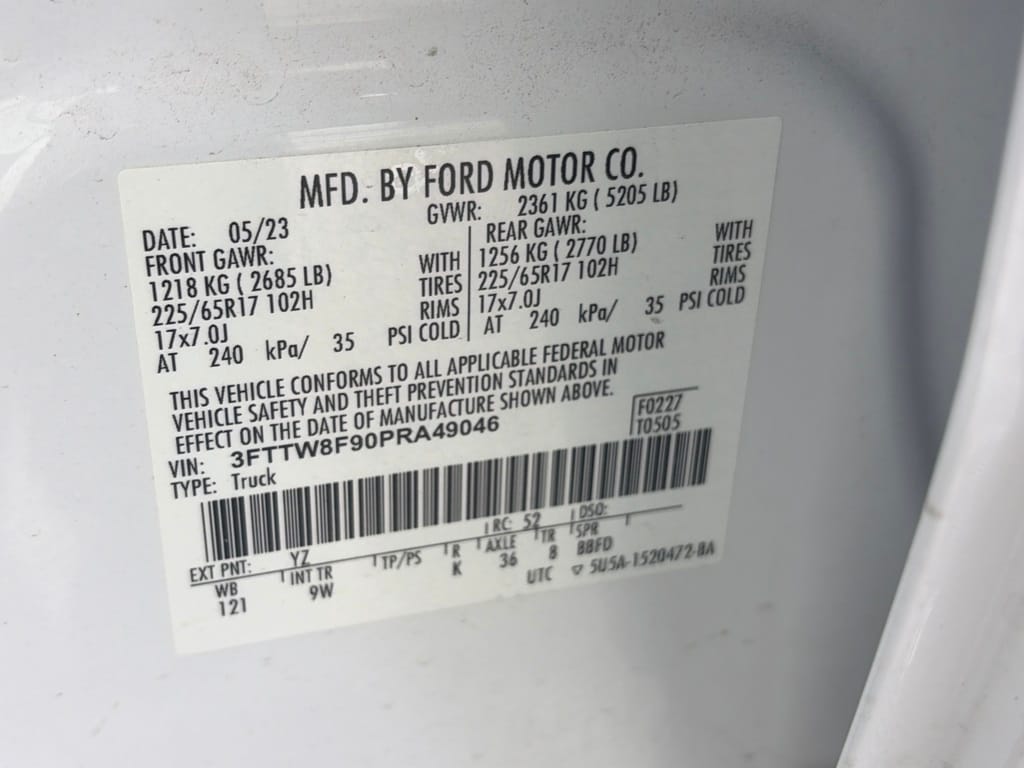 MFD. BY FORD MOTOR CO.
DATE: 05/23 GVWR: 2361 KG ( 5205 LB)
FRONT GAWR: REAR GAWR:
1218 KG ( 2685 LB) WITH 1256 KG ( 2770 LB) WITH
225/65R17 102H TIRES 225/65R17 102H TIRES
17x7.0J RIMS 17x7.0J RIMS
AT 240 kPa/ 35 PSI COLD AT 240 kPa/ 35 PSI COLD
THIS VEHICLE CONFORMS TO ALL APPLICABLE FEDERAL MOTOR
VEHICLE SAFETY AND THEFT PREVENTION STANDARDS IN
EFFECT ON THE DATE OF MANUFACTURE SHOWN ABOVE.
F0227
T0505
VIN: 3FTTW8F90PRA49046
TYPE: Truck
EXT PNT: YZ RC: 52 DSO:
WB INT TR TP/PS R AXLE TR SPR
121 9W K 36 8 BBFD
UTC ▽ 5U5A-1520472-BA